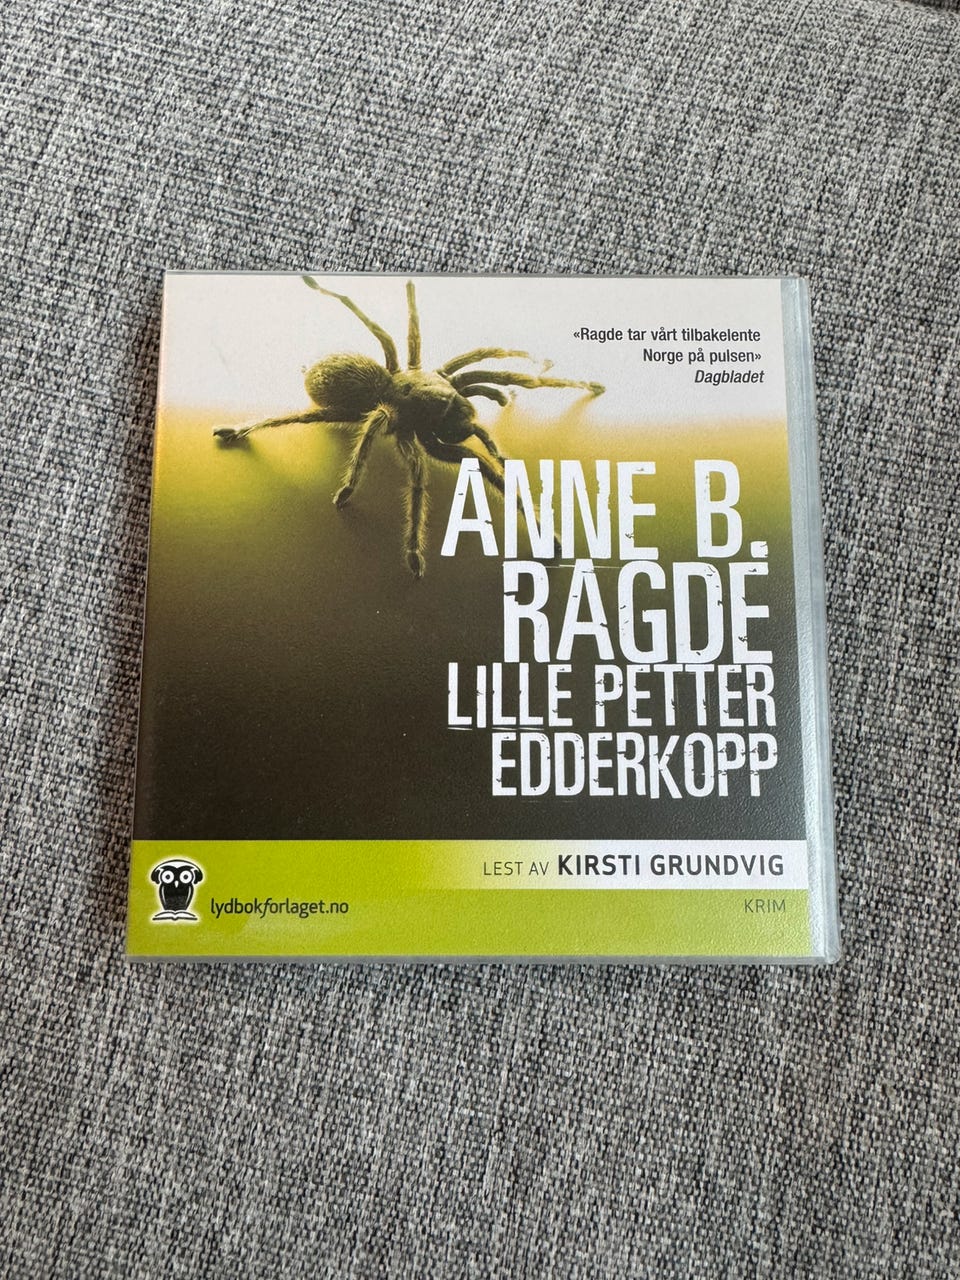 «Ragde tar vårt tilbakelente
Norge på pulsen»
Dagbladet
ANNE B.
RAGDE
LILLE PETTER
EDDERKOPP
LEST AV KIRSTI GRUNDVIG
lydbokforlaget.no
KRIM